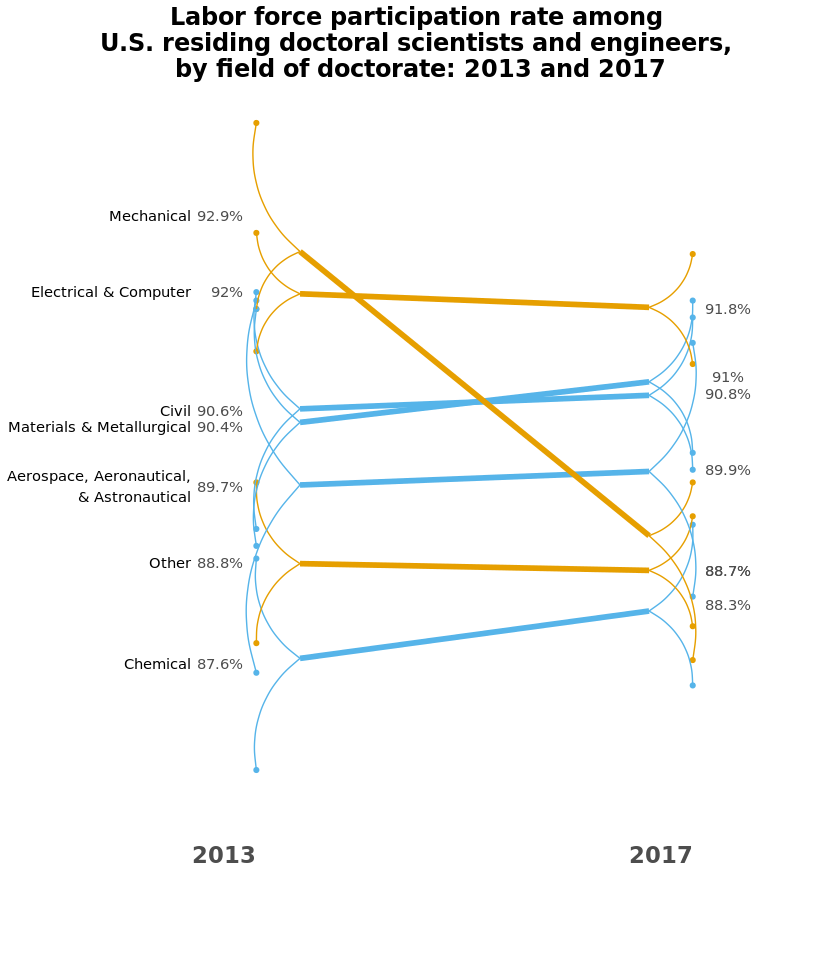 Labor force participation rate among
U.S. residing doctoral scientists and engineers,
by field of doctorate: 2013 and 2017
Mechanical 92.9%
Electrical & Computer 92%
91.8%
91%
90.8%
Civil 90.6%
Materials & Metallurgical 90.4%
Aerospace, Aeronautical,
& Astronautical 89.7%
89.9%
Other 88.8%
88.7%
88.3%
Chemical 87.6%
2013 2017